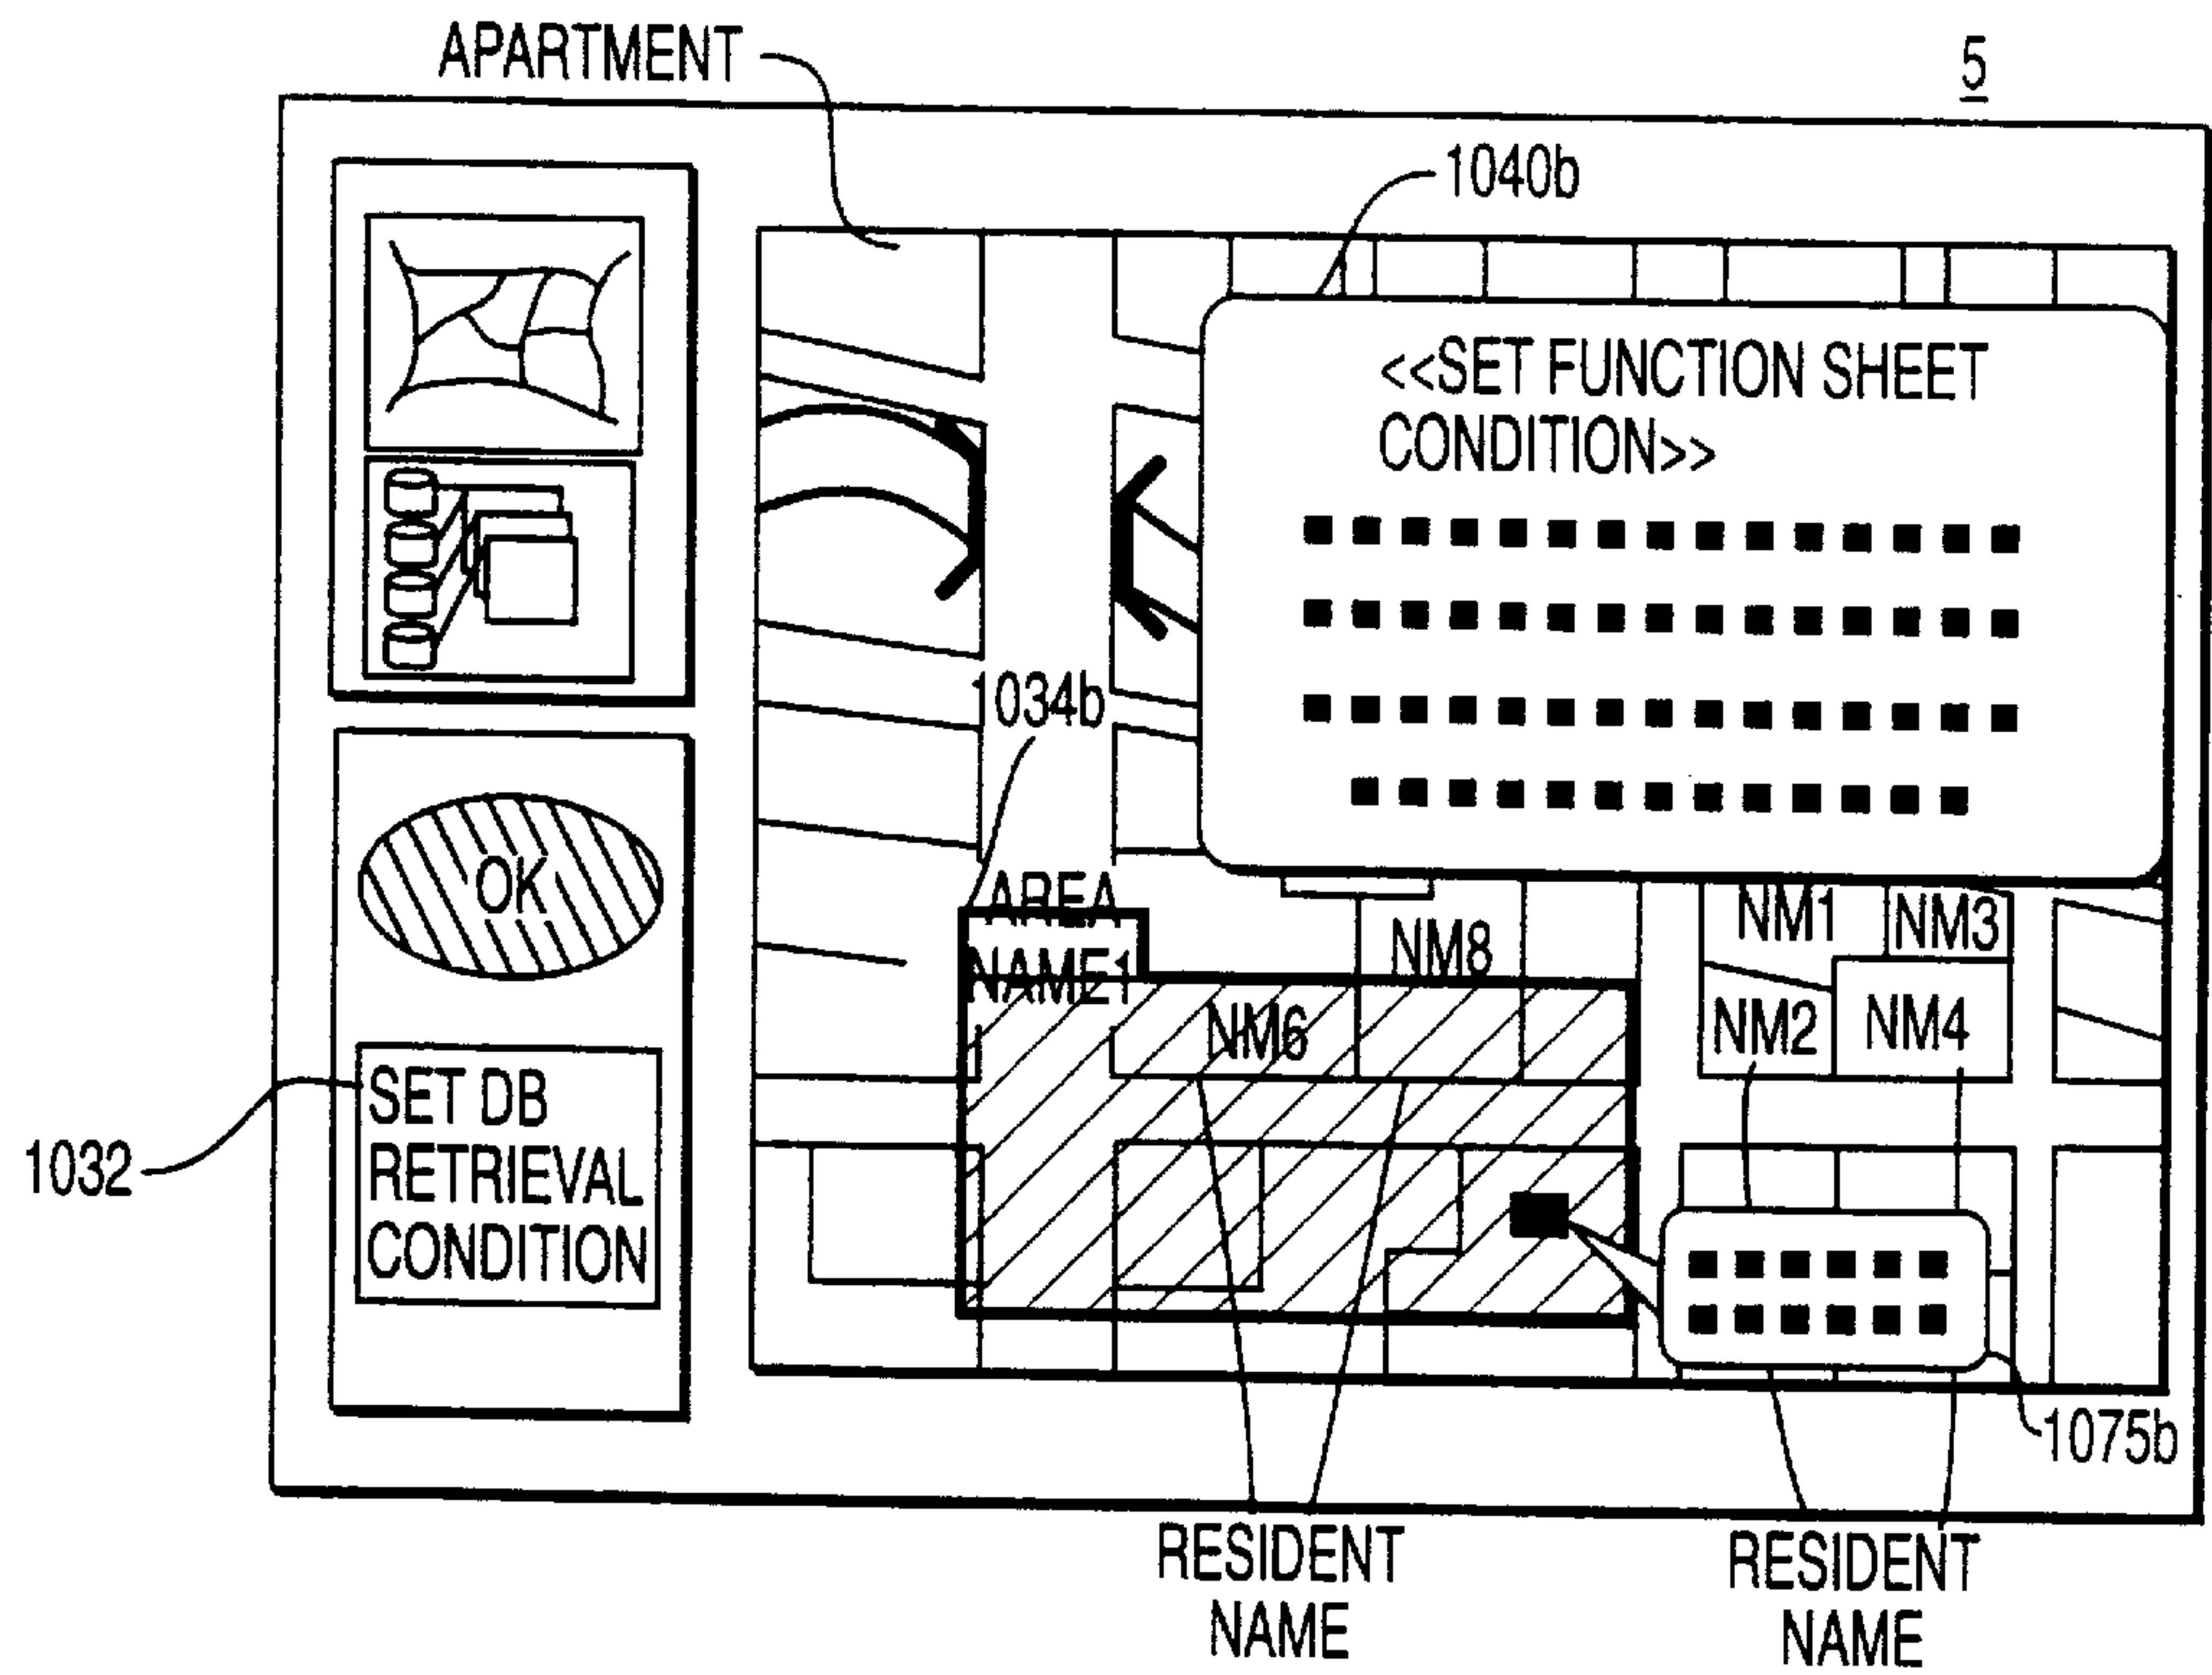 APARTMENT
5
1040b
<<SET FUNCTION SHEET
CONDITION>>
1034b
OK
AREA
NAME1
NM8
NM1
NM3
NM6
NM2
NM4
SET DB
RETRIEVAL
CONDITION
1032
1075b
RESIDENT
NAME
RESIDENT
NAME